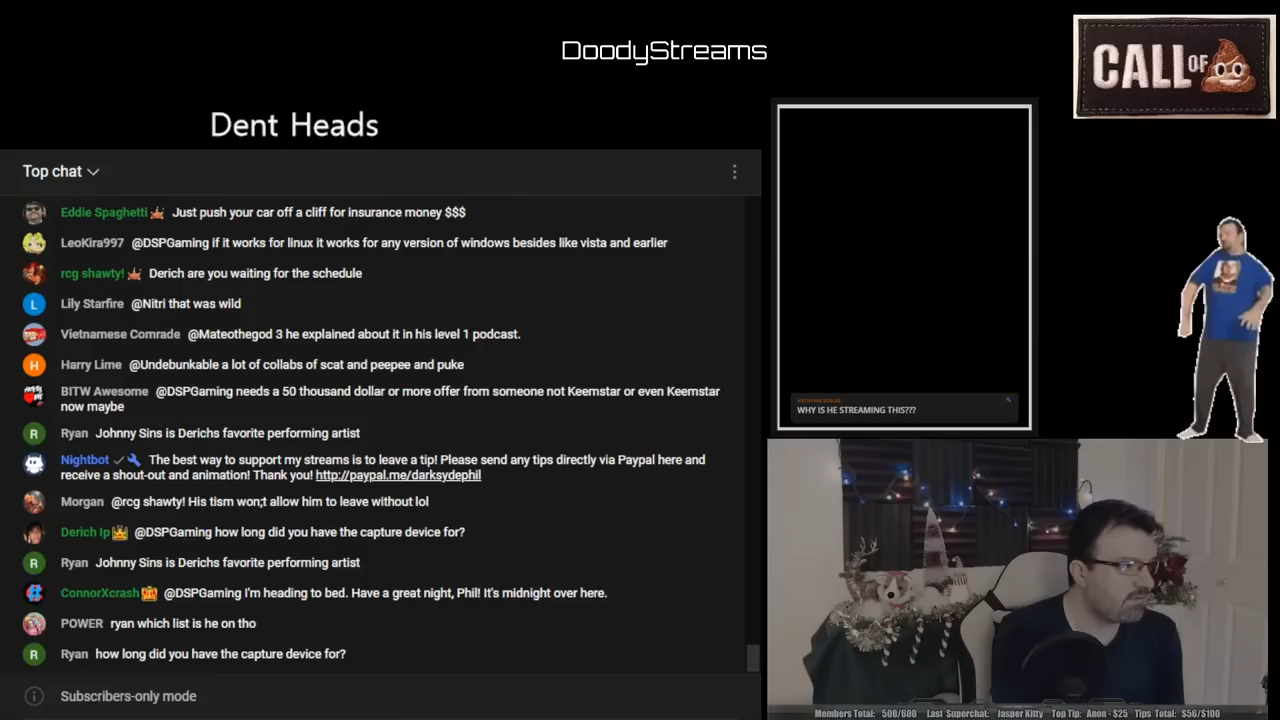 DoodyStreams
CALL OF
Dent Heads
Top chat
Eddie Spaghetti Just push your car off a cliff for insurance money $$$
LeoKira997 @DSPGaming if it works for linux it works for any version of windows besides like vista and earlier
rcg shawty! Derich are you waiting for the schedule
L Lily Starfire @Nitri that was wild
Vietnamese Comrade @Mateothegod 3 he explained about it in his level 1 podcast.
H Harry Lime @Undebunkable a lot of collabs of scat and peepee and puke
BITW Awesome @DSPGaming needs a 50 thousand dollar or more offer from someone not Keemstar or even Keemstar
now maybe
R Ryan Johnny Sins is Derichs favorite performing artist
Nightbot The best way to support my streams is to leave a tip! Please send any tips directly via Paypal here and
receive a shout-out and animation! Thank you! http://paypal.me/darksydephil
Morgan @rcg shawty! His tism won;t allow him to leave without lol
Derich Ip @DSPGaming how long did you have the capture device for?
R Ryan Johnny Sins is Derichs favorite performing artist
ConnorXcrash @DSPGaming I'm heading to bed. Have a great night, Phil! It's midnight over here.
POWER ryan which list is he on tho
R Ryan how long did you have the capture device for?
Subscribers-only mode
WHY IS HE STREAMING THIS???
Members Total: 500/600 Last Superchat: Jasper Kitty Top Tip: Anon - $25 Tips Total: $56/$100